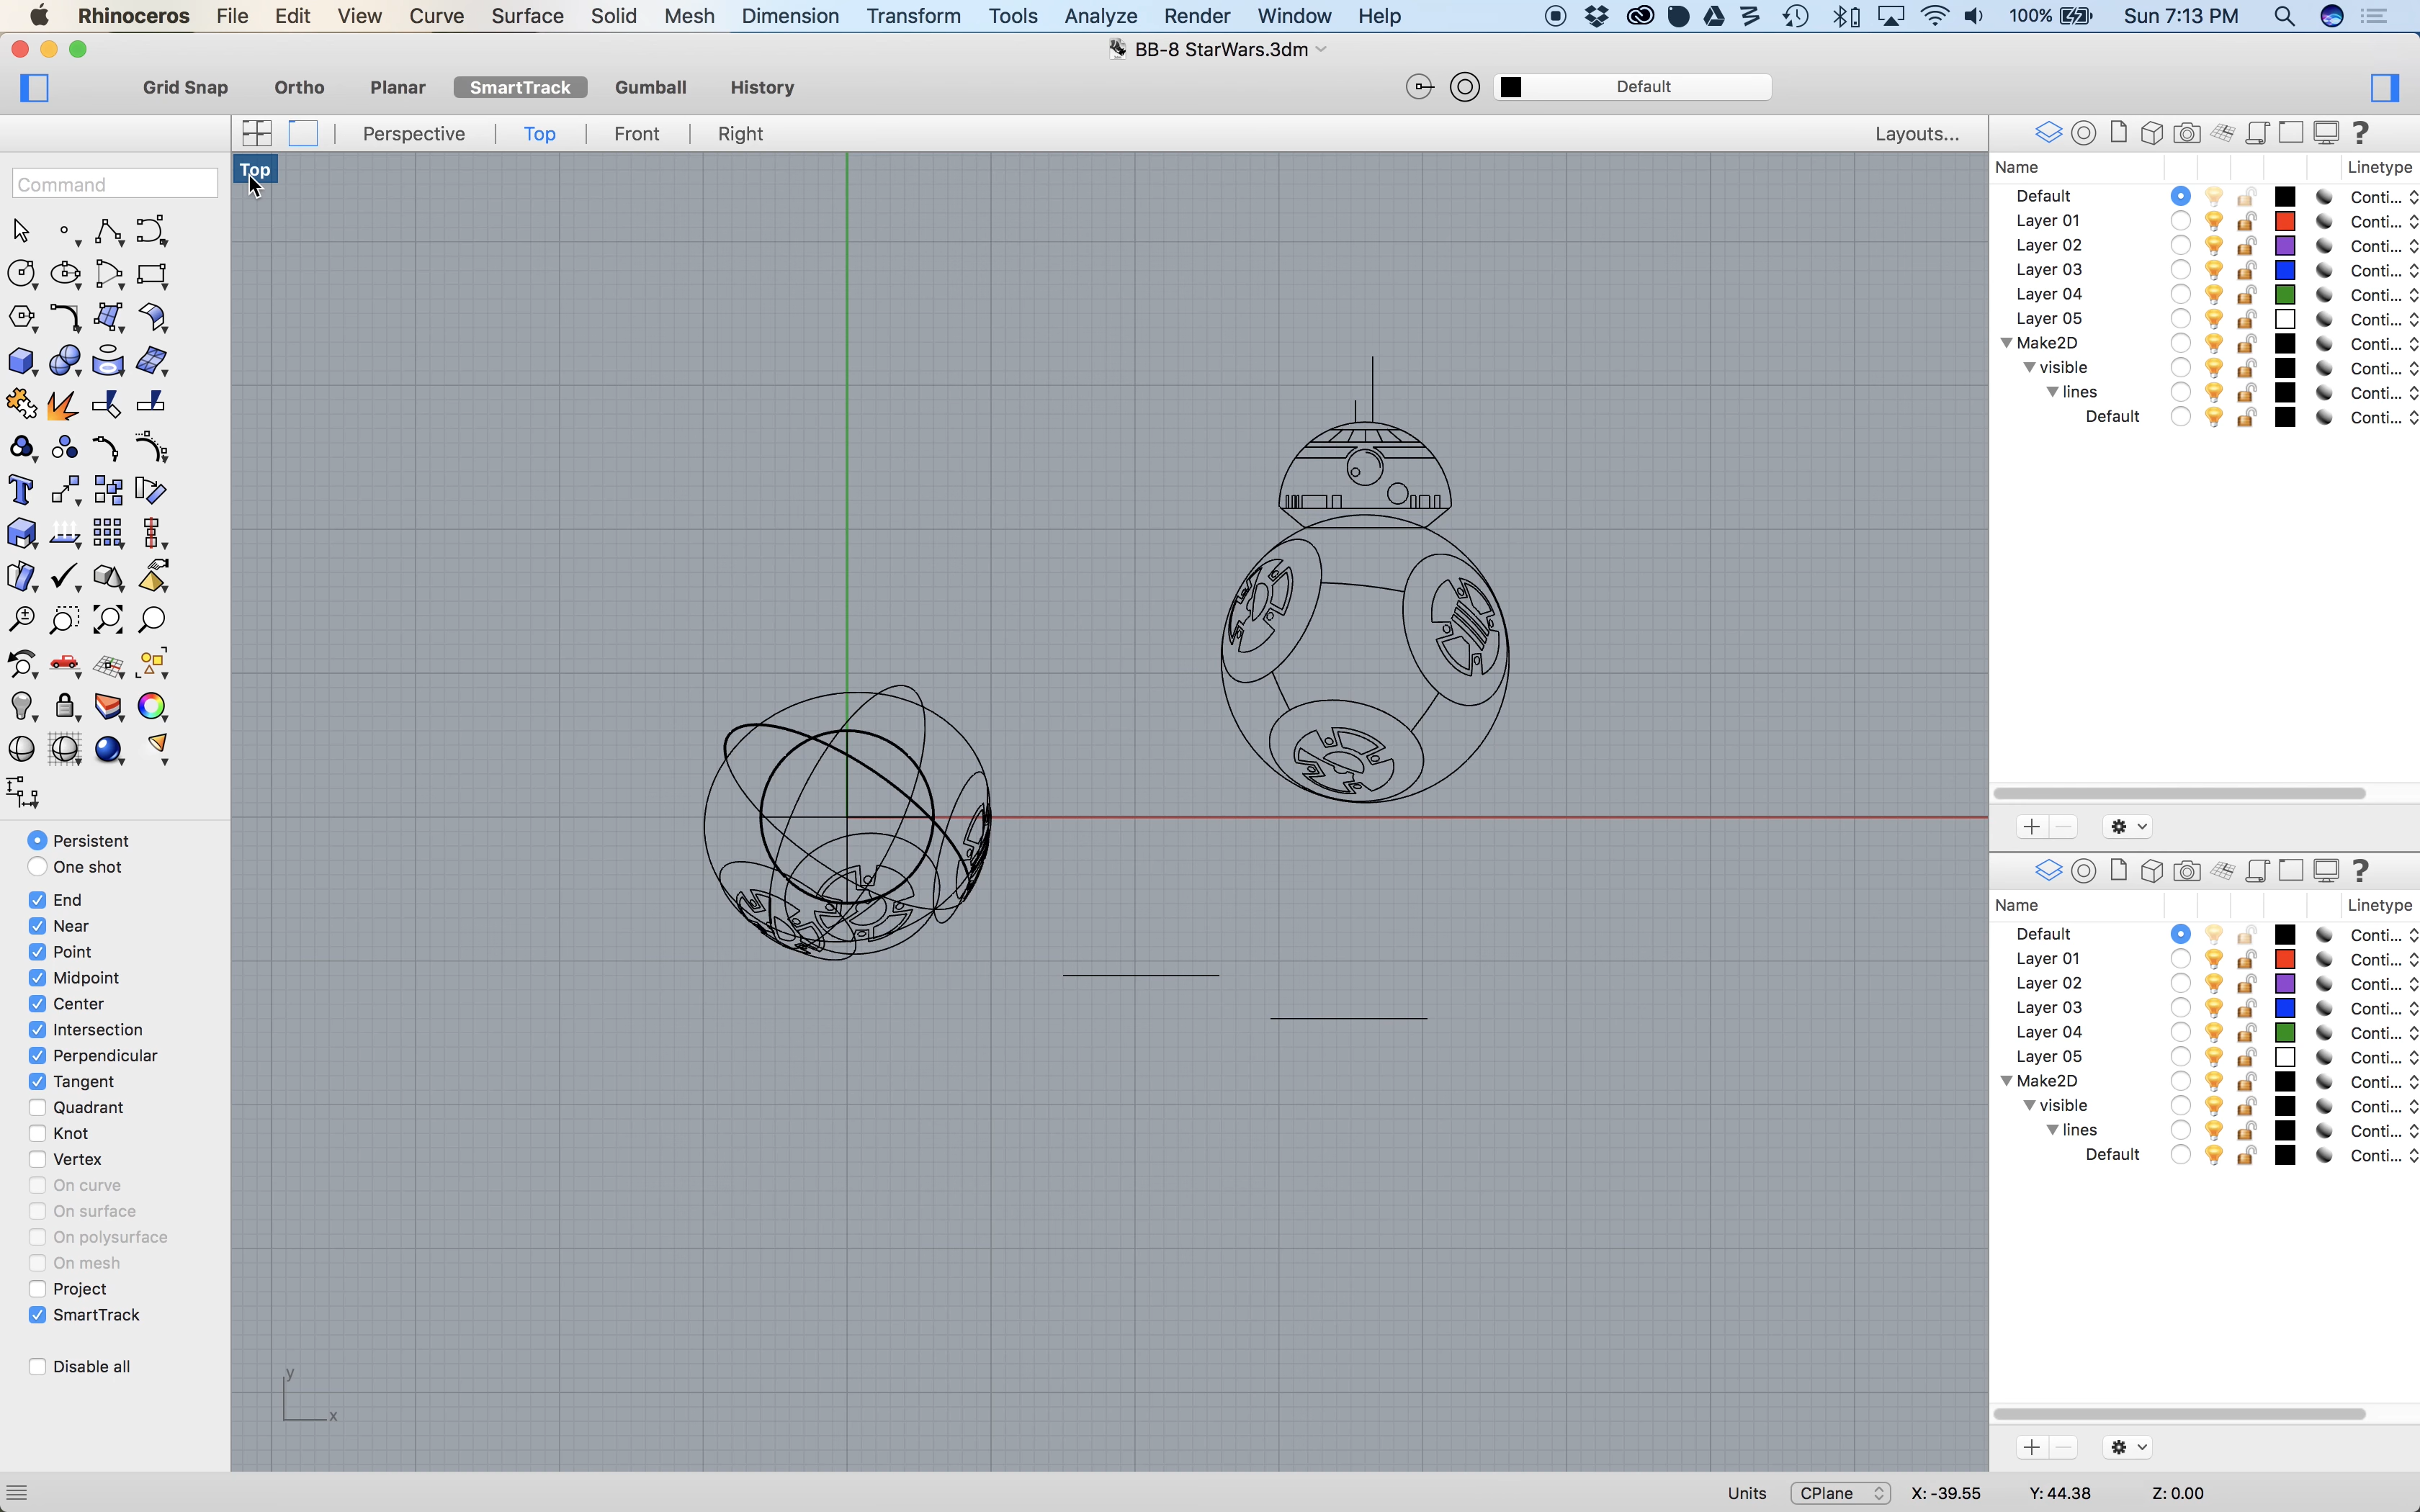 Rhinoceros File Edit View Curve Surface Solid Mesh Dimension Transform Tools Analyze Render Window Help 100% Sun 7:13 PM
BB-8 StarWars.3dm
Grid Snap Ortho Planar SmartTrack Gumball History Default
Perspective Top Front Right Layouts...
Top
Command
Persistent
One shot
End
Near
Point
Midpoint
Center
Intersection
Perpendicular
Tangent
Quadrant
Knot
Vertex
On curve
On surface
On polysurface
On mesh
Project
SmartTrack
Disable all
y
x
Name Linetype
Default Conti...
Layer 01 Conti...
Layer 02 Conti...
Layer 03 Conti...
Layer 04 Conti...
Layer 05 Conti...
Make2D Conti...
visible Conti...
lines Conti...
Default Conti...
Name Linetype
Default Conti...
Layer 01 Conti...
Layer 02 Conti...
Layer 03 Conti...
Layer 04 Conti...
Layer 05 Conti...
Make2D Conti...
visible Conti...
lines Conti...
Default Conti...
Units CPlane X: -39.55 Y: 44.38 Z: 0.00